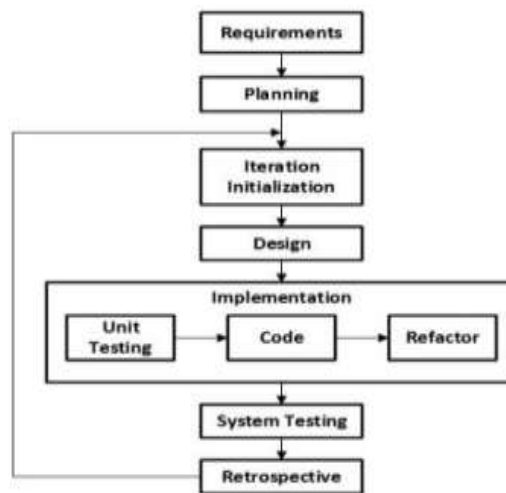 Requirements
Planning
Iteration
Initialization
Design
Implementation
Unit
Testing
Code
Refactor
System Testing
Retrospective